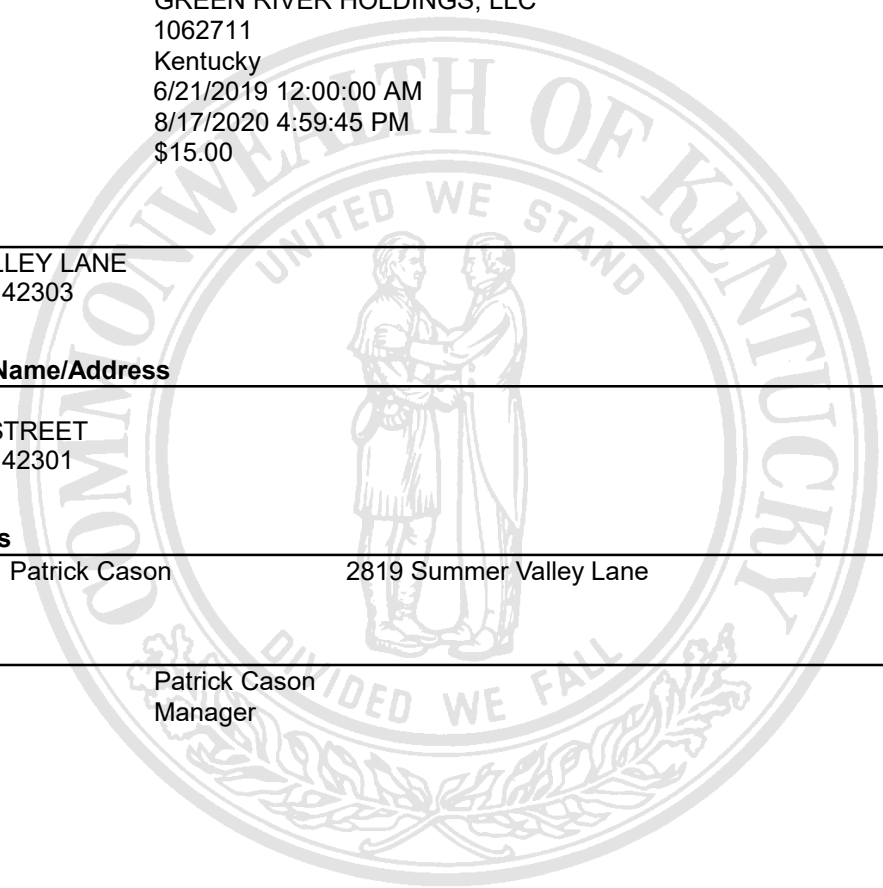 GREEN RIVER HOLDINGS, LLC
1062711
Kentucky
6/21/2019 12:00:00 AM
8/17/2020 4:59:45 PM
$15.00
LLEY LANE
42303
Name/Address
STREET
42301
s
Patrick Cason 2819 Summer Valley Lane
Patrick Cason
Manager
COMMONWEALTH OF KENTUCKY
UNITED WE STAND
DIVIDED WE FALL